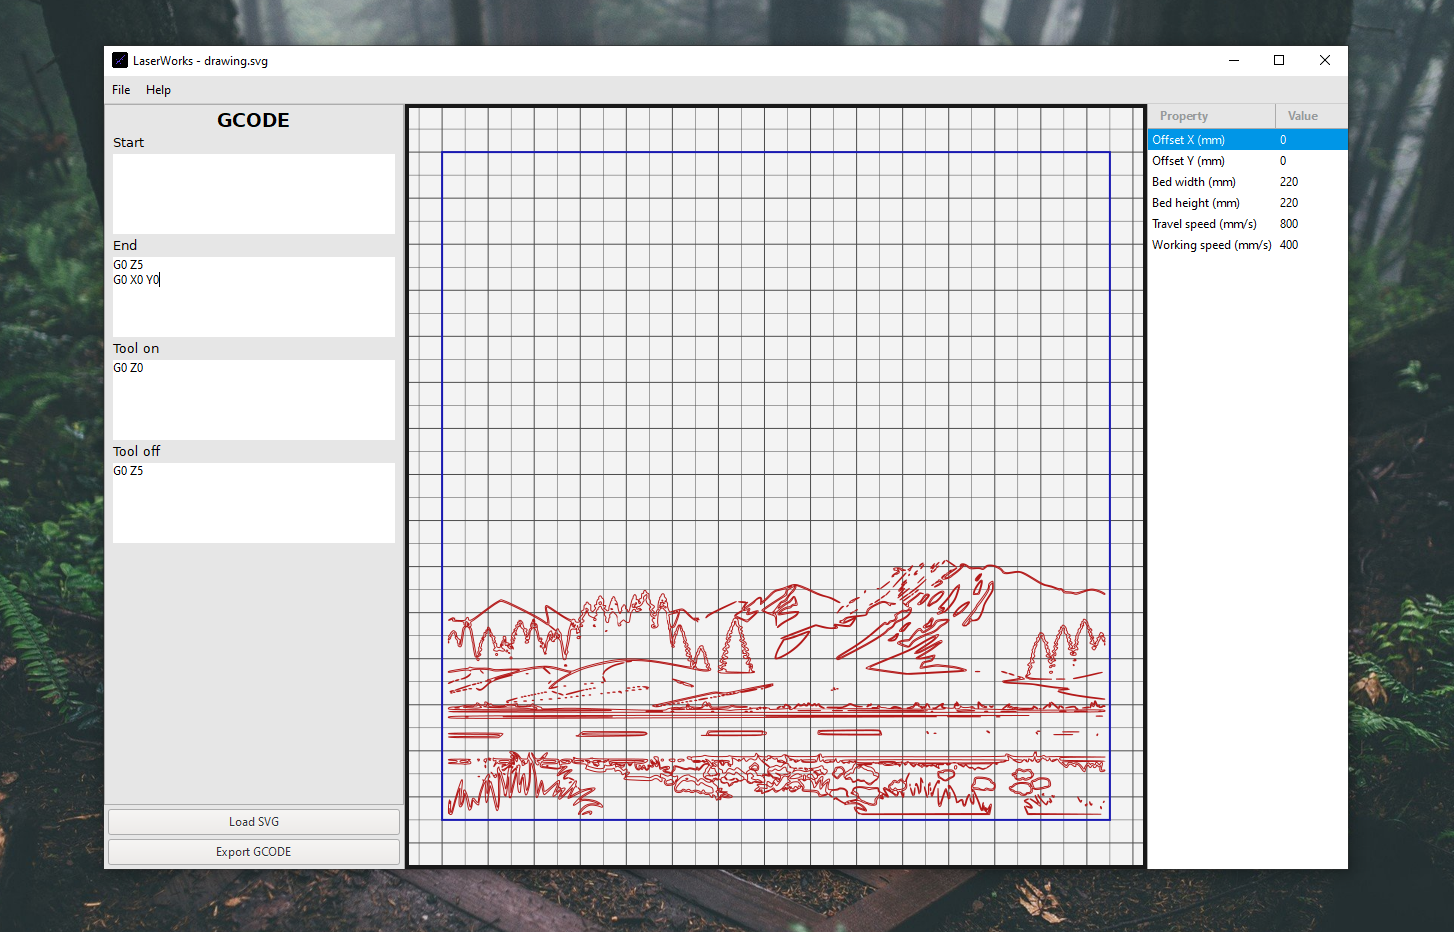 LaserWorks - drawing.svg
File Help
GCODE
Start
End
G0 Z5
G0 X0 Y0
Tool on
G0 Z0
Tool off
G0 Z5
Load SVG
Export GCODE
Property Value
Offset X (mm) 0
Offset Y (mm) 0
Bed width (mm) 220
Bed height (mm) 220
Travel speed (mm/s) 800
Working speed (mm/s) 400